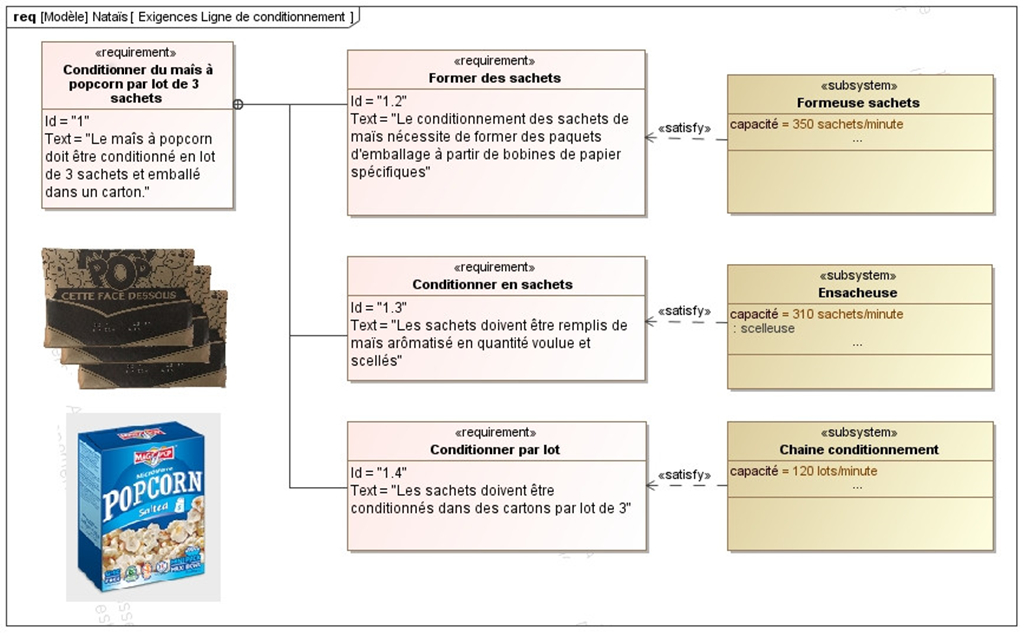 req [Modèle] Nataïs [ Exigences Ligne de conditionnement ]
«requirement»
Conditionner du maîs à
popcorn par lot de 3
sachets
Id = "1"
Text = "Le maîs à popcorn
doit être conditionné en lot
de 3 sachets et emballé
dans un carton."
«requirement»
Former des sachets
Id = "1.2"
Text = "Le conditionnement des sachets de
maïs nécesite de former des paquets
d'emballage à partir de bobines de papier
spécifiques"
«satisfy»
«subsystem»
Formeuse sachets
capacité = 350 sachets/minute
...
«requirement»
Conditionner en sachets
Id = "1.3"
Text = "Les sachets doivent être remplis de
maïs arômatisé en quantité voulue et
scellés"
«satisfy»
«subsystem»
Ensacheuse
capacité = 310 sachets/minute
: scelleuse
...
«requirement»
Conditionner par lot
Id = "1.4"
Text = "Les sachets doivent être
conditionnés dans des cartons par lot de 3"
«satisfy»
«subsystem»
Chaine conditionnement
capacité = 120 lots/minute
...
POP
CETTE FACE DESSOUS
MAGIC POP
Microwave
POPCORN
Salted